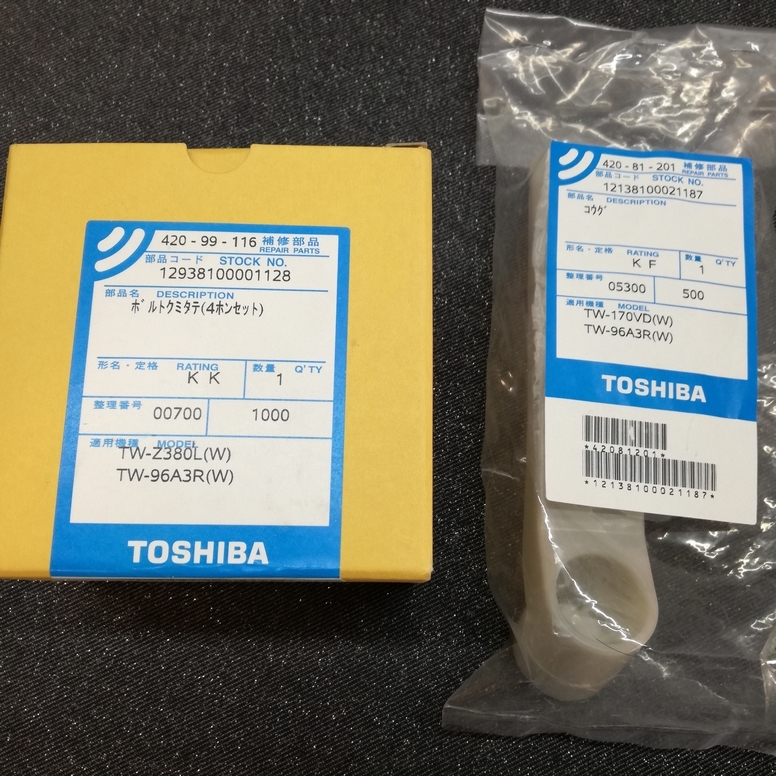 420-99-116 補修部品
REPAIR PARTS
部品コード STOCK NO.
12938100001128
部品名 DESCRIPTION
ボルトクミタテ(4ホンセット)
形名・定格 RATING 数量 Q'TY
KK 1
整理番号 00700 1000
適用機種 MODEL
TW-Z380L(W)
TW-96A3R(W)
TOSHIBA
420-81-201 補修部品
REPAIR PARTS
部品コード STOCK NO.
12138100021187
部品名 DESCRIPTION
コウグ
形名・定格 RATING 数量 Q'TY
KF 1
整理番号 05300 500
適用機種 MODEL
TW-170VD(W)
TW-96A3R(W)
TOSHIBA
*42081201*
*12138100021187*